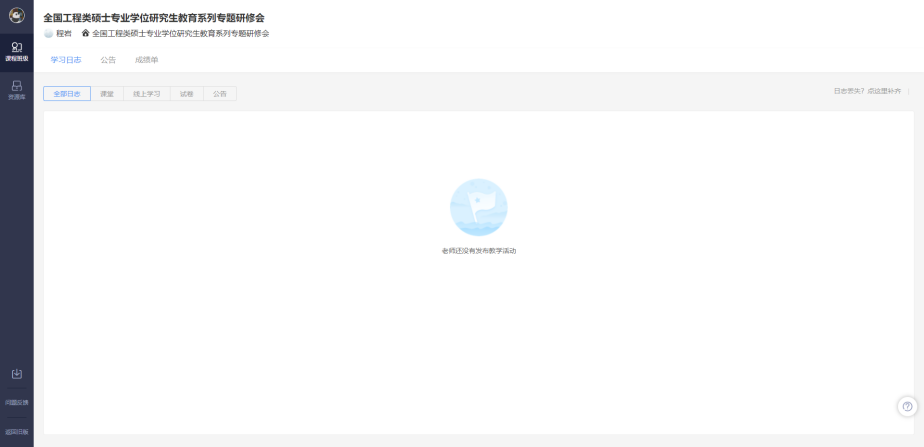 全国工程类硕士专业学位研究生教育系列专题研修会
程岩 全国工程类硕士专业学位研究生教育系列专题研修会
学习日志 公告 成绩单
课程班级
资源库
全部日志 课堂 线上学习 试卷 公告
日志丢失？点这里补齐
老师还没有发布教学活动
问题反馈
返回旧版